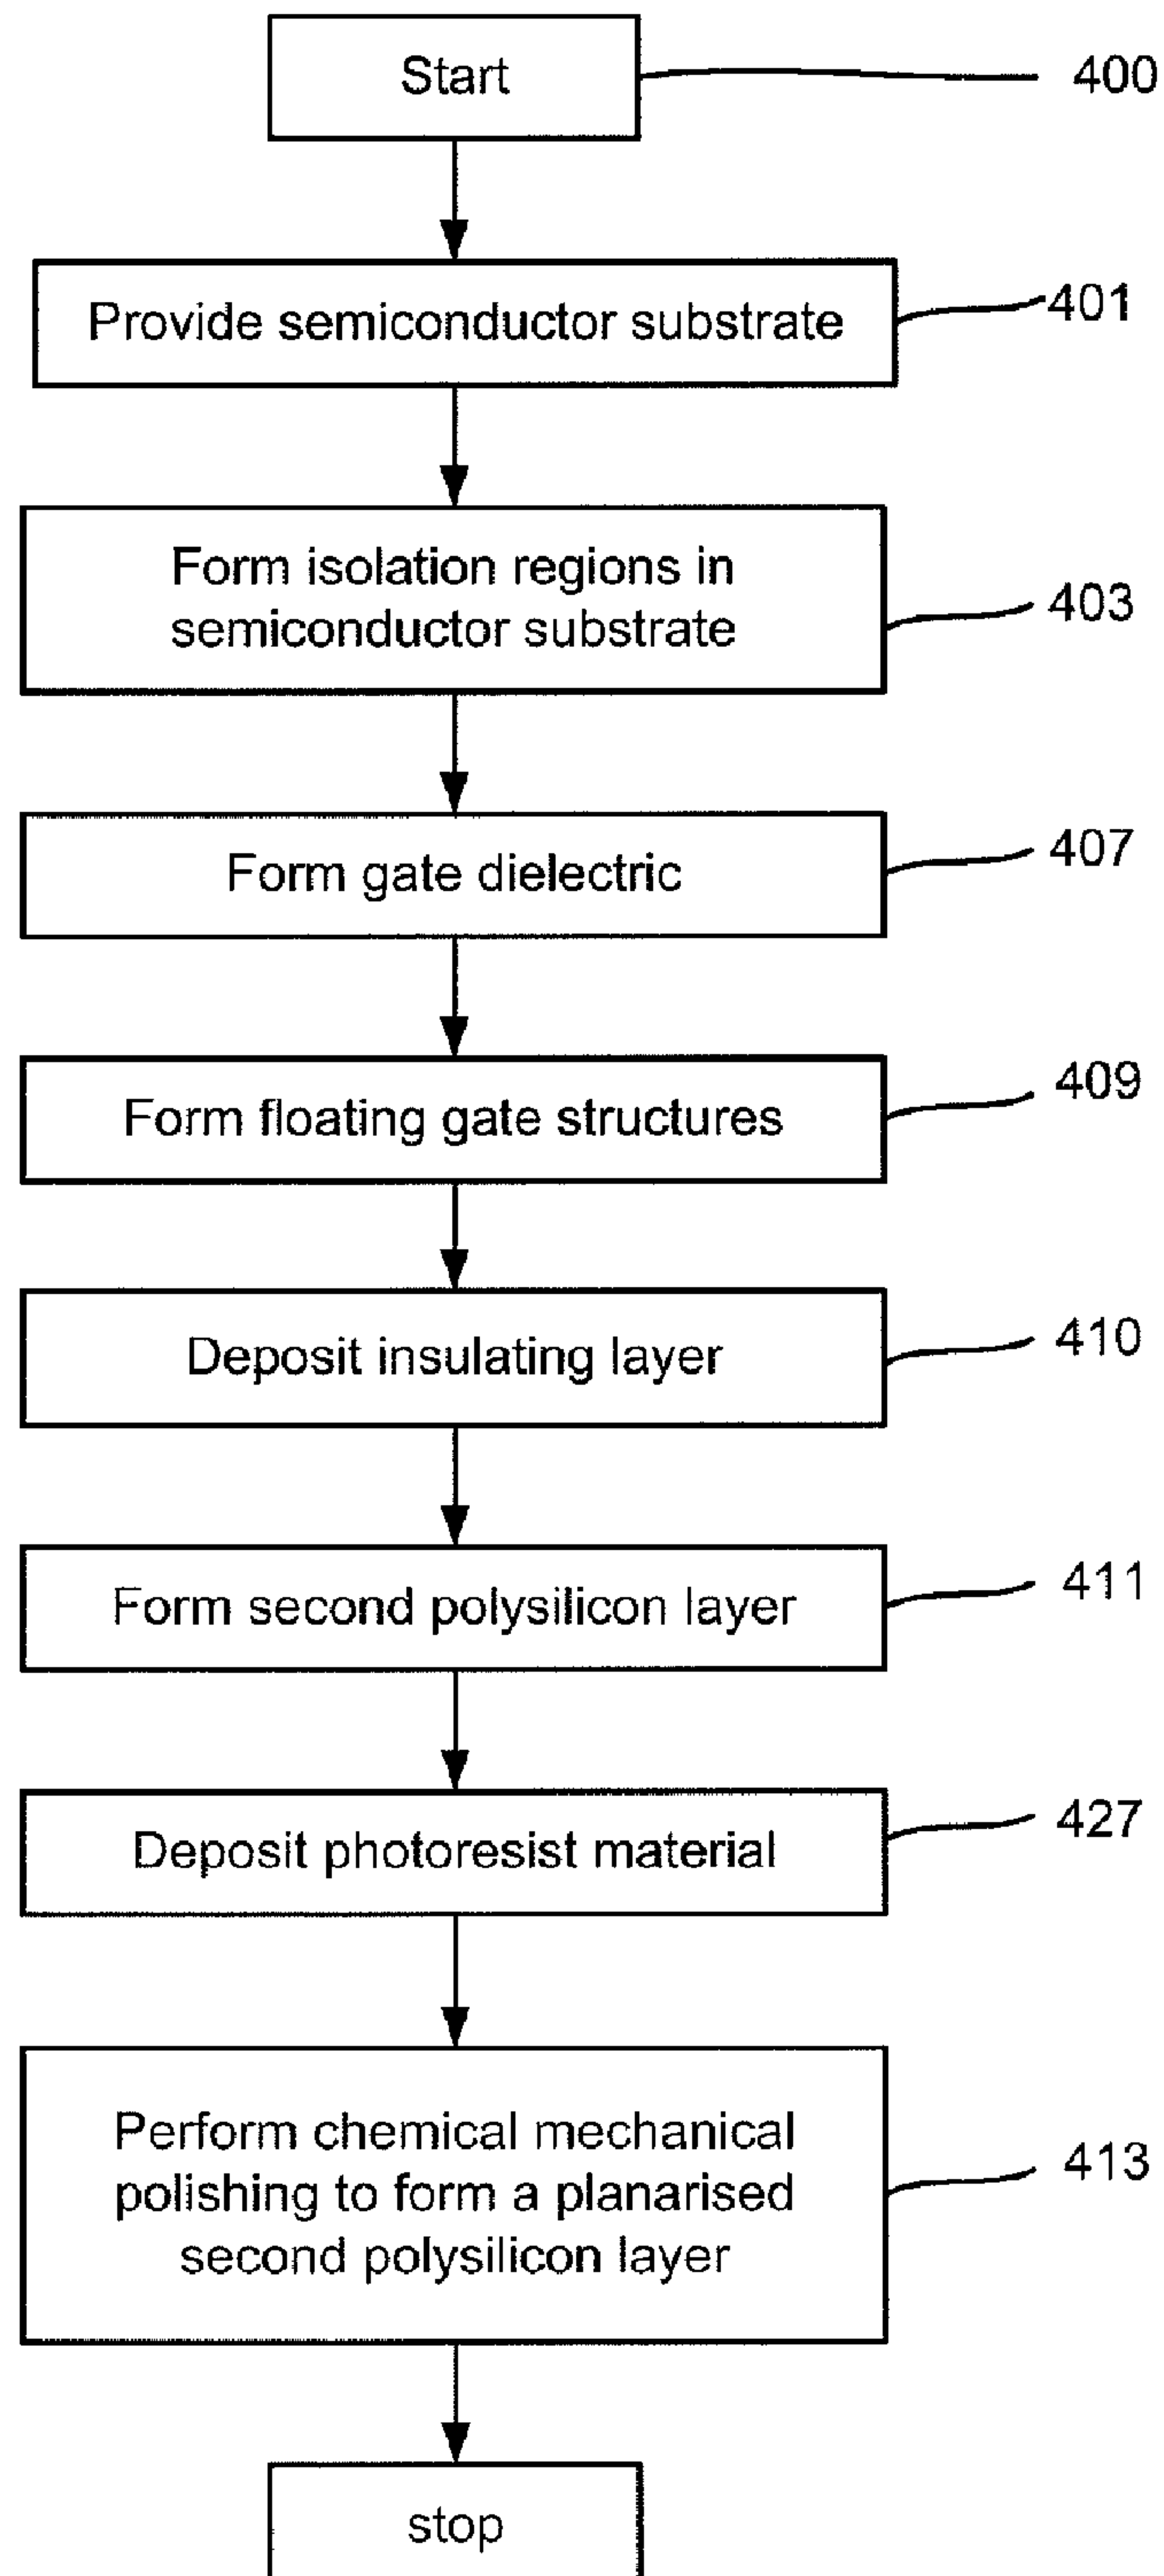 Start
400
Provide semiconductor substrate
401
Form isolation regions in
semiconductor substrate
403
Form gate dielectric
407
Form floating gate structures
409
Deposit insulating layer
410
Form second polysilicon layer
411
Deposit photoresist material
427
Perform chemical mechanical
polishing to form a planarised
second polysilicon layer
413
stop